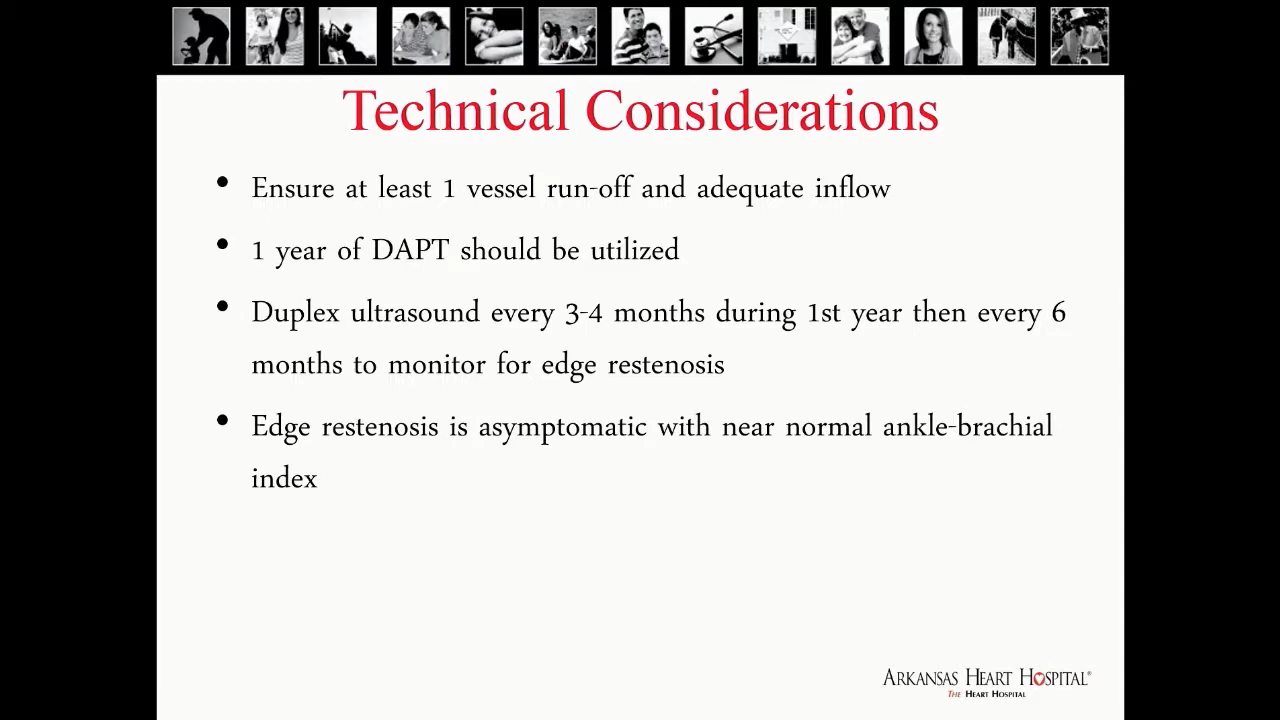 Technical Considerations
• Ensure at least 1 vessel run-off and adequate inflow
• 1 year of DAPT should be utilized
• Duplex ultrasound every 3-4 months during 1st year then every 6
months to monitor for edge restenosis
• Edge restenosis is asymptomatic with near normal ankle-brachial
index
ARKANSAS HEART HOSPITAL®
THE HEART HOSPITAL